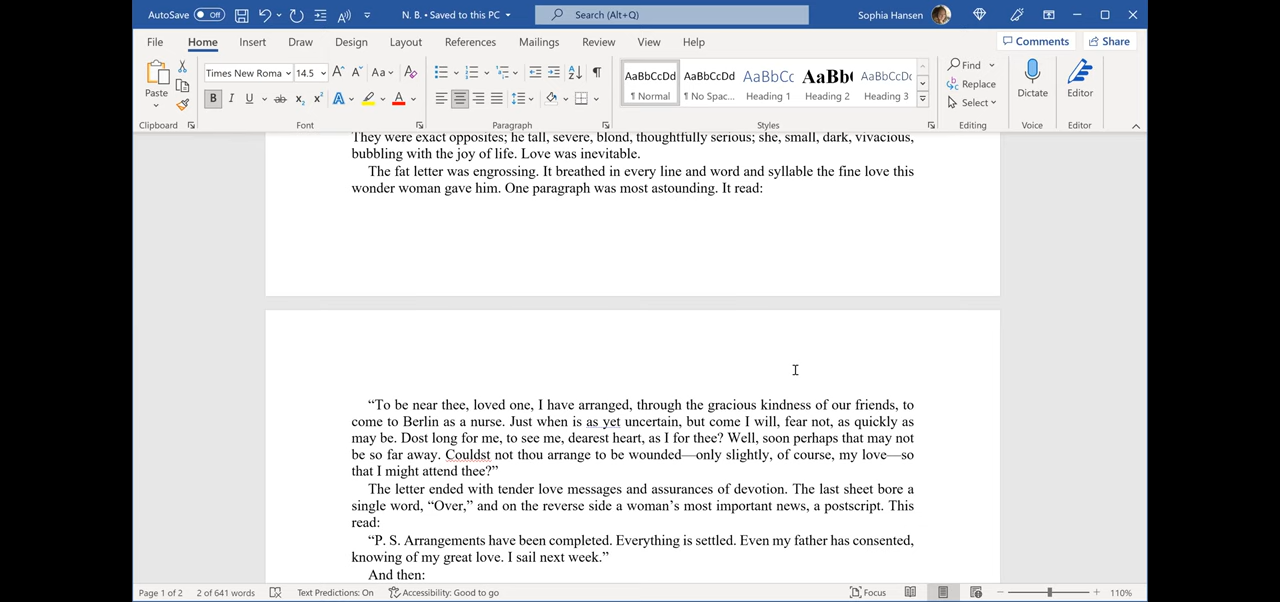 AutoSave Off N. B. • Saved to this PC Search (Alt+Q) Sophia Hansen
File Home Insert Draw Design Layout References Mailings Review View Help Comments Share
Times New Roma 14.5 A A Aa A AaBbCcDd AaBbCcDd AaBbCc AaBb( AaBbCcDc Find
Paste B I U ab x₂ x² A A ¶ Normal ¶ No Spac... Heading 1 Heading 2 Heading 3 Replace Dictate Editor
Select
Clipboard Font Paragraph Styles Editing Voice Editor
They were exact opposites; he tall, severe, blond, thoughtfully serious; she, small, dark, vivacious,
bubbling with the joy of life. Love was inevitable.
The fat letter was engrossing. It breathed in every line and word and syllable the fine love this
wonder woman gave him. One paragraph was most astounding. It read:
“To be near thee, loved one, I have arranged, through the gracious kindness of our friends, to
come to Berlin as a nurse. Just when is as yet uncertain, but come I will, fear not, as quickly as
may be. Dost long for me, to see me, dearest heart, as I for thee? Well, soon perhaps that may not
be so far away. Couldst not thou arrange to be wounded—only slightly, of course, my love—so
that I might attend thee?”
The letter ended with tender love messages and assurances of devotion. The last sheet bore a
single word, “Over,” and on the reverse side a woman’s most important news, a postscript. This
read:
“P. S. Arrangements have been completed. Everything is settled. Even my father has consented,
knowing of my great love. I sail next week.”
And then:
Page 1 of 2 2 of 641 words Text Predictions: On Accessibility: Good to go Focus 110%